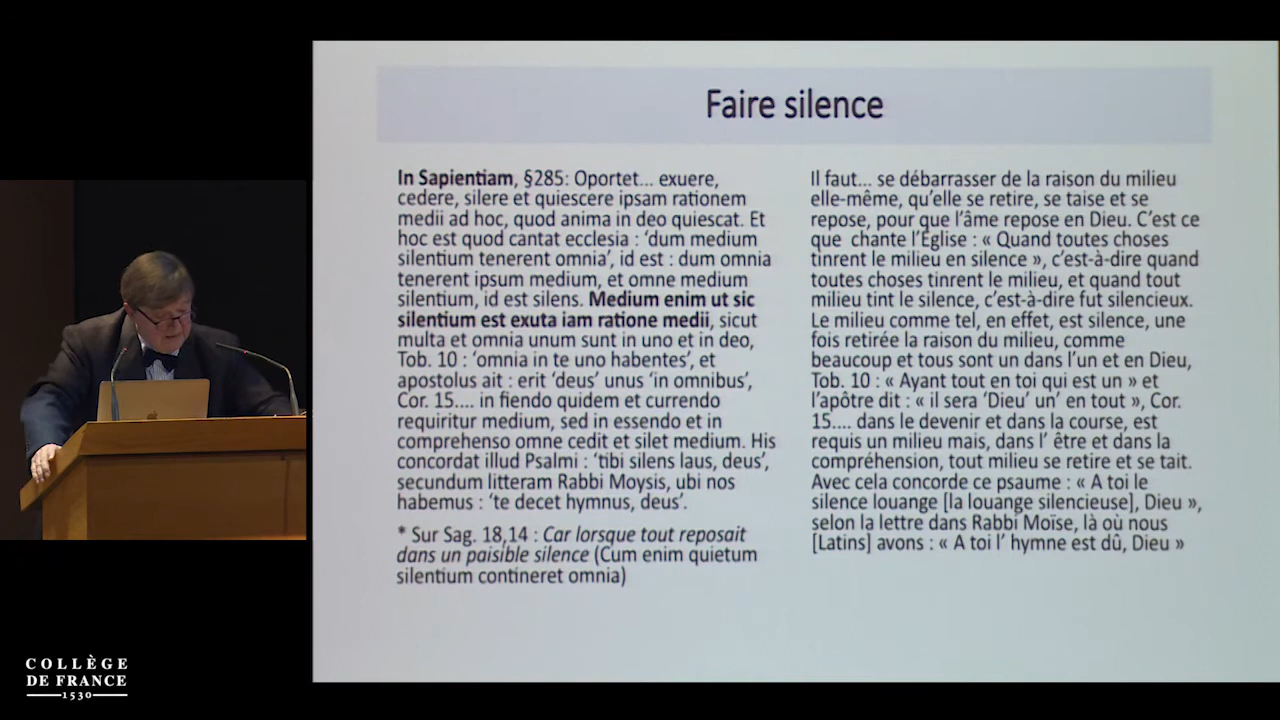 Faire silence
In Sapientiam, §285: Oportet... exuere,
cedere, silere et quiescere ipsam rationem
medii ad hoc, quod anima in deo quiescat. Et
hoc est quod cantat ecclesia : ‘dum medium
silentium tenerent omnia’, id est : dum omnia
tenerent ipsum medium, et omne medium
silentium, id est silens. Medium enim ut sic
silentium est exuta iam ratione medii, sicut
multa et omnia unum sunt in uno et in deo,
Tob. 10 : ‘omnia in te uno habentes’, et
apostolus ait : erit ‘deus’ unus ‘in omnibus’,
Cor. 15.... in fiendo quidem et currendo
requiritur medium, sed in essendo et in
comprehenso omne cedit et silet medium. His
concordat illud Psalmi : ‘tibi silens laus, deus’,
secundum litteram Rabbi Moysis, ubi nos
habemus : ‘te decet hymnus, deus’.
* Sur Sag. 18,14 : Car lorsque tout reposait
dans un paisible silence (Cum enim quietum
silentium contineret omnia)
Il faut... se débarrasser de la raison du milieu
elle-même, qu’elle se retire, se taise et se
repose, pour que l’âme repose en Dieu. C’est ce
que chante l’Église : « Quand toutes choses
tinrent le milieu en silence », c’est-à-dire quand
toutes choses tinrent le milieu, et quand tout
milieu tint le silence, c’est-à-dire fut silencieux.
Le milieu comme tel, en effet, est silence, une
fois retirée la raison du milieu, comme
beaucoup et tous sont un dans l’un et en Dieu,
Tob. 10 : « Ayant tout en toi qui est un » et
l’apôtre dit : « il sera ‘Dieu’ un’ en tout », Cor.
15.... dans le devenir et dans la course, est
requis un milieu mais, dans l’ être et dans la
compréhension, tout milieu se retire et se tait.
Avec cela concorde ce psaume : « A toi le
silence louange [la louange silencieuse], Dieu »,
selon la lettre dans Rabbi Moïse, là où nous
[Latins] avons : « A toi l’ hymne est dû, Dieu »
COLLÈGE
DE FRANCE
1530